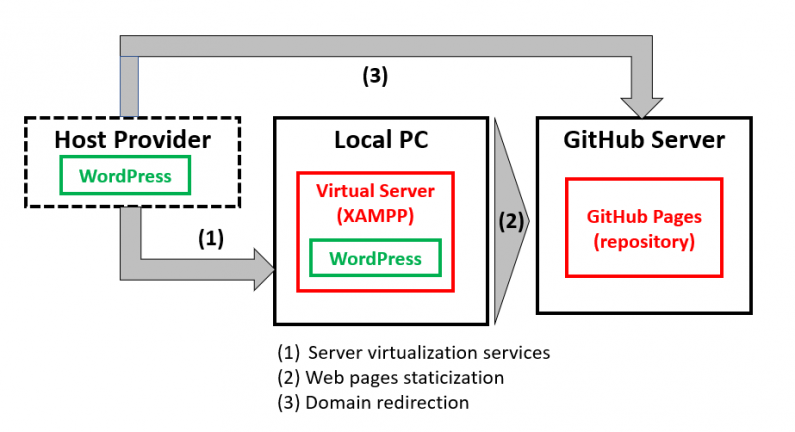 (3)
Host Provider
WordPress
(1)
Local PC
Virtual Server
(XAMPP)
WordPress
(2)
GitHub Server
GitHub Pages
(repository)
(1) Server virtualization services
(2) Web pages staticization
(3) Domain redirection